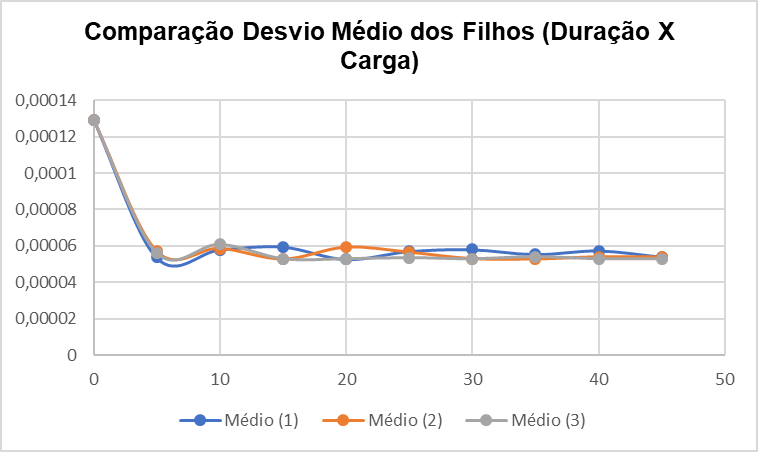 Comparação Desvio Médio dos Filhos (Duração X
Carga)
0,00014
0,00012
0,0001
0,00008
0,00006
0,00004
0,00002
0
0 10 20 30 40 50
Médio (1) Médio (2) Médio (3)